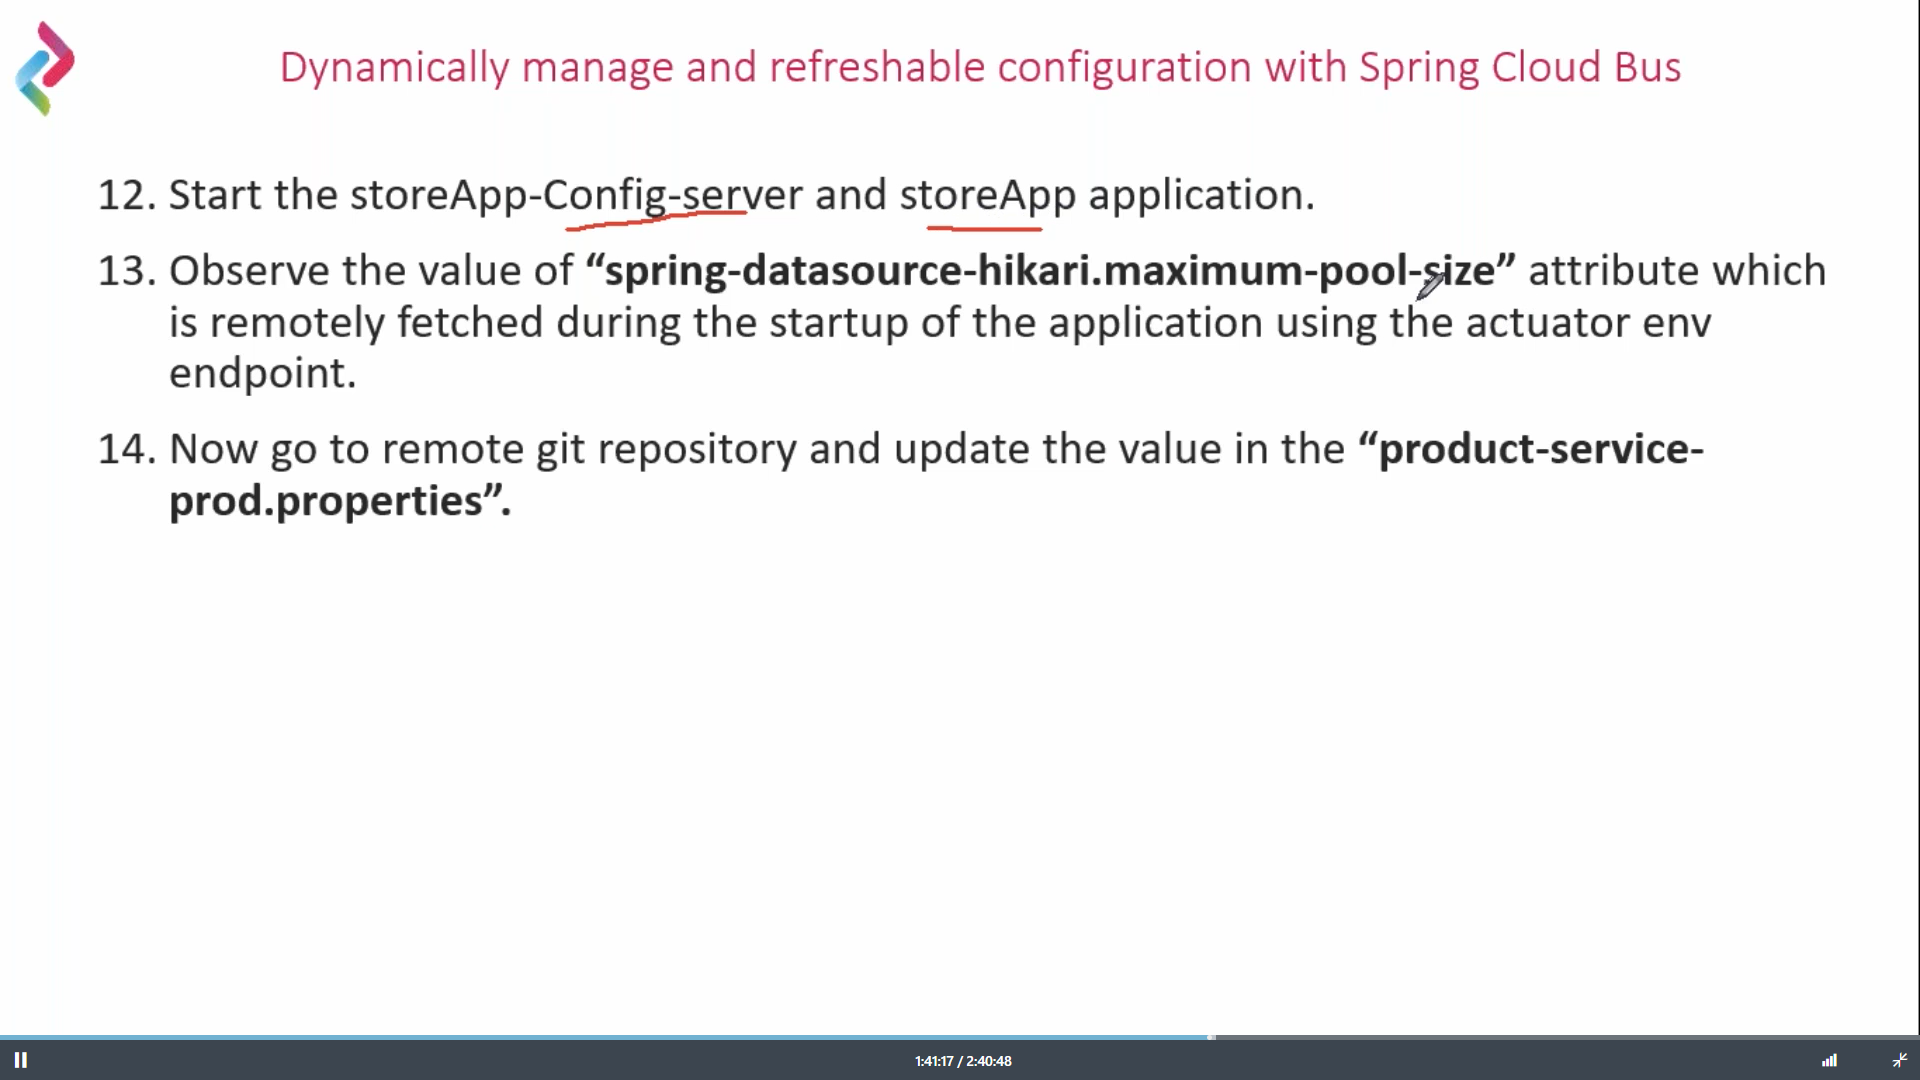 Dynamically manage and refreshable configuration with Spring Cloud Bus
12. Start the storeApp-Config-server and storeApp application.
13. Observe the value of “spring-datasource-hikari.maximum-pool-size” attribute which
is remotely fetched during the startup of the application using the actuator env
endpoint.
14. Now go to remote git repository and update the value in the “product-service-
prod.properties”.
1:41:17 / 2:40:48